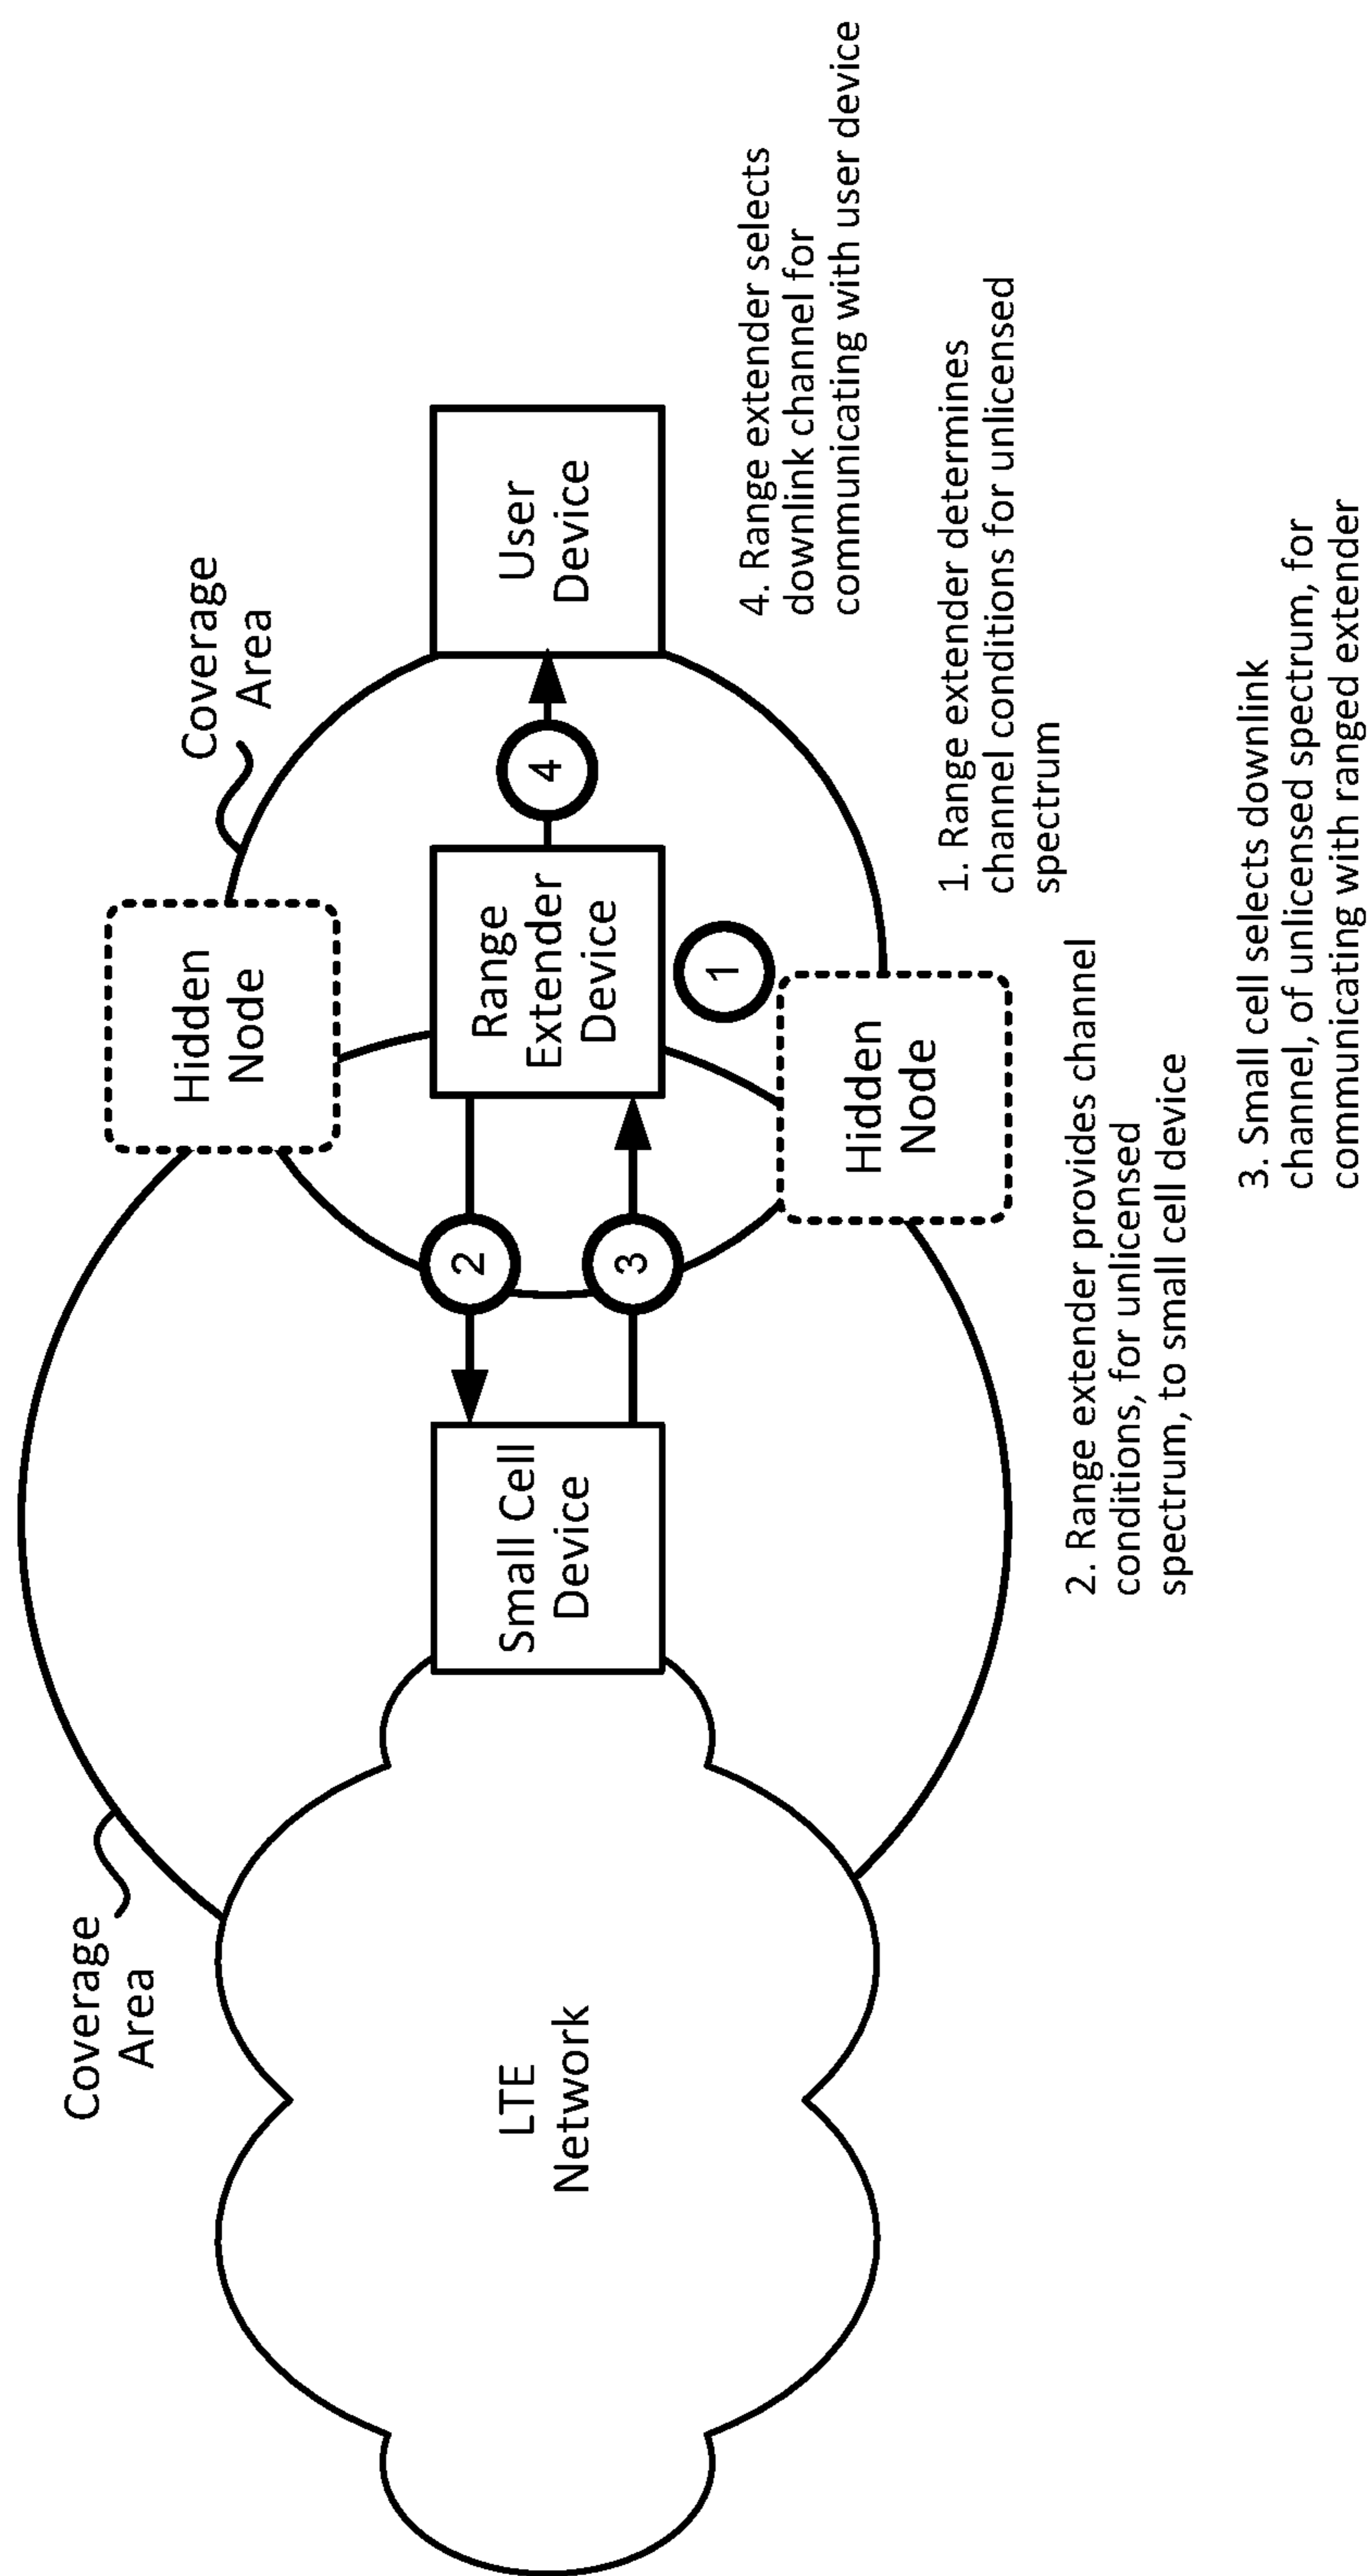 Coverage
Area
Coverage
Area
Hidden
Node
LTE
Network
Small Cell
Device
2
3
Range
Extender
Device
4
User
Device
1
Hidden
Node
4. Range extender selects
downlink channel for
communicating with user device
1. Range extender determines
channel conditions for unlicensed
spectrum
2. Range extender provides channel
conditions, for unlicensed
spectrum, to small cell device
3. Small cell selects downlink
channel, of unlicensed spectrum, for
communicating with ranged extender